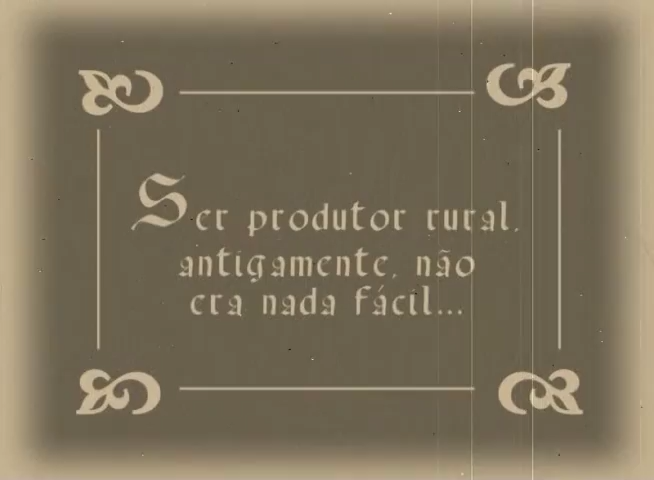 Ser produtor rural,
antigamente, não
era nada fácil...